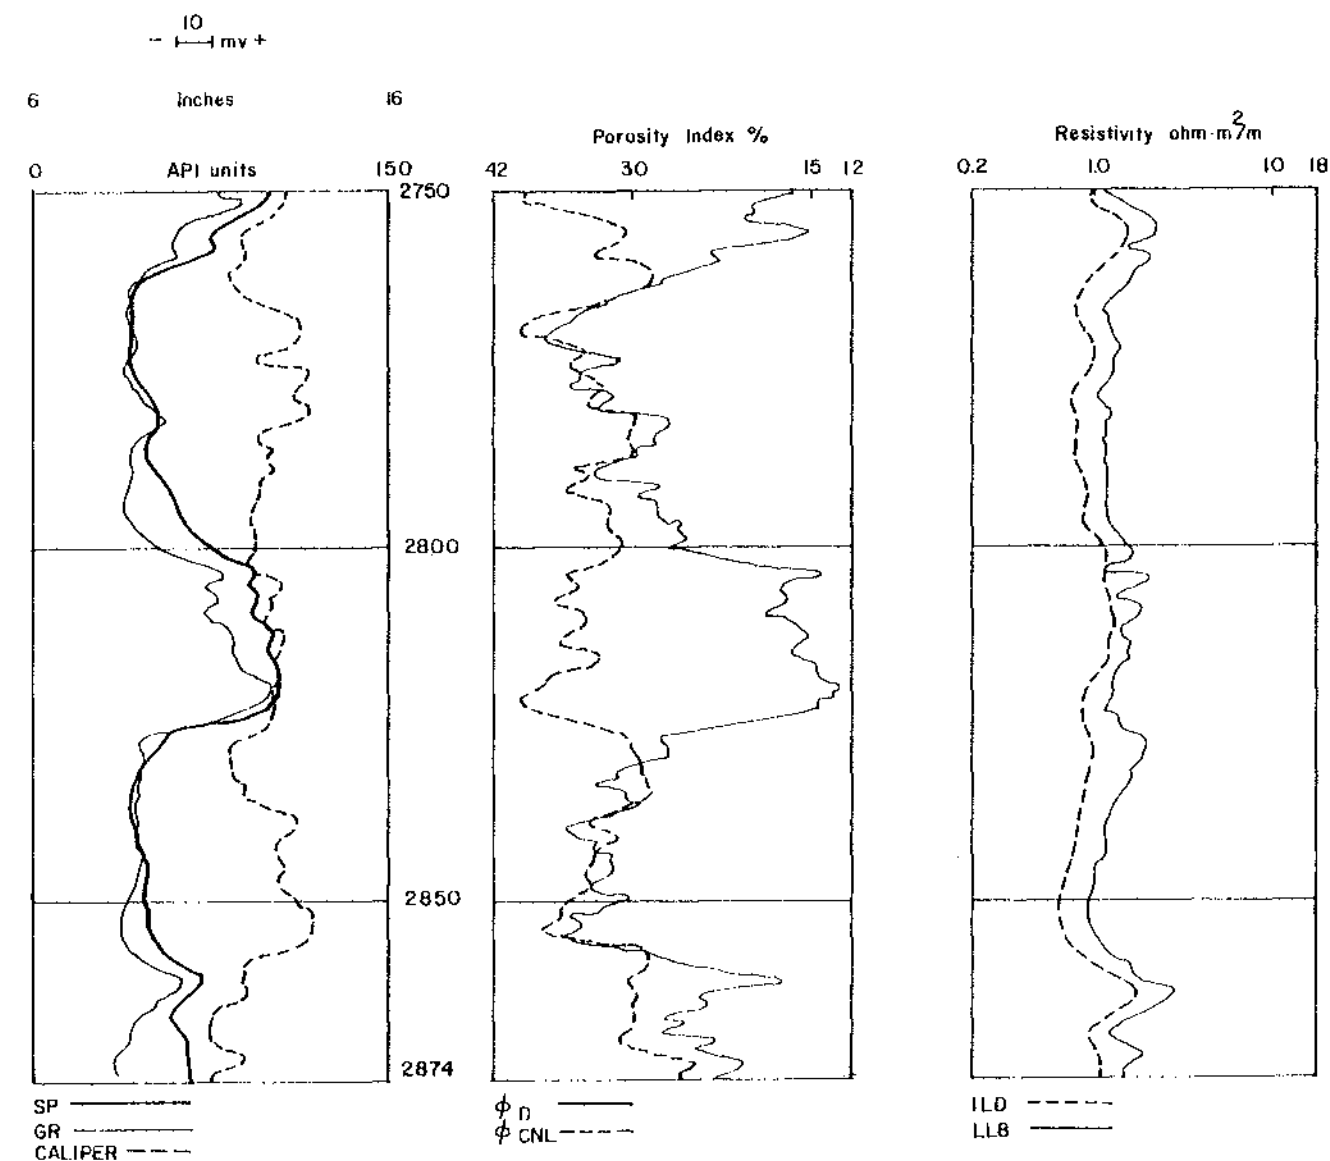 10
- mv +
6 Inches 16
Porosity Index %
Resistivity ohm-m²/m
0 API units 150
42 30 15 12
0.2 1.0 10 18
2750
2800
2850
2874
SP
GR
CALIPER
ϕ D
ϕ CNL
ILD
LL8